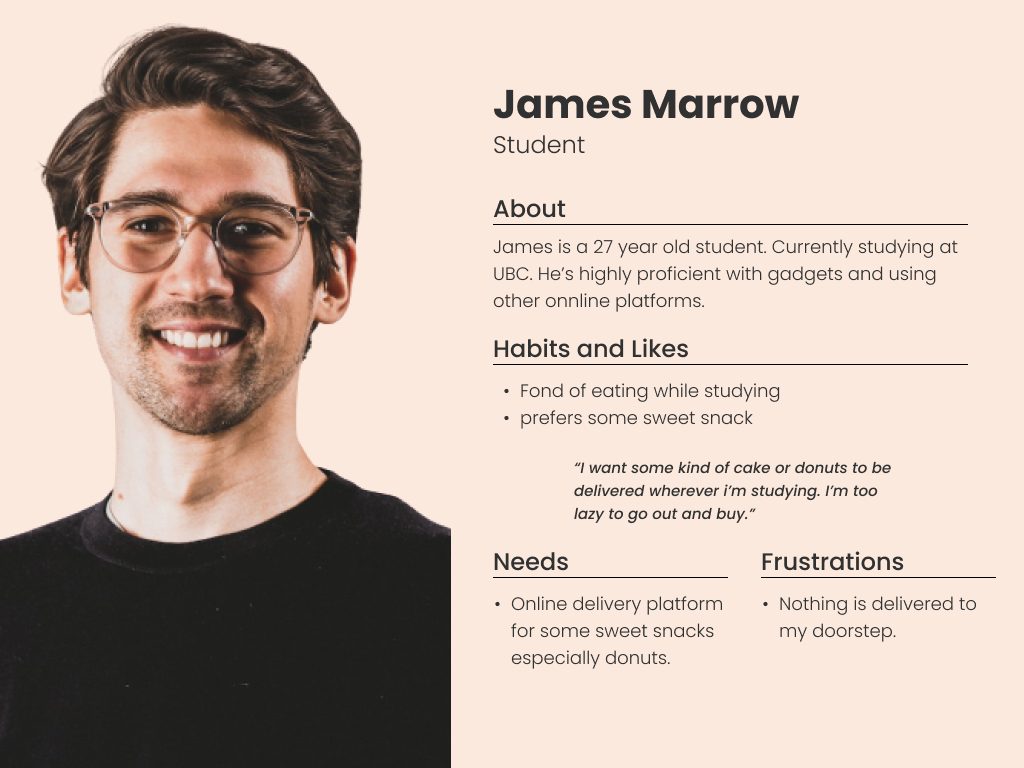 James Marrow
Student
About
James is a 27 year old student. Currently studying at
UBC. He’s highly proficient with gadgets and using
other onnline platforms.
Habits and Likes
• Fond of eating while studying
• prefers some sweet snack
“I want some kind of cake or donuts to be
delivered wherever i’m studying. I’m too
lazy to go out and buy.”
Needs
• Online delivery platform
for some sweet snacks
especially donuts.
Frustrations
• Nothing is delivered to
my doorstep.